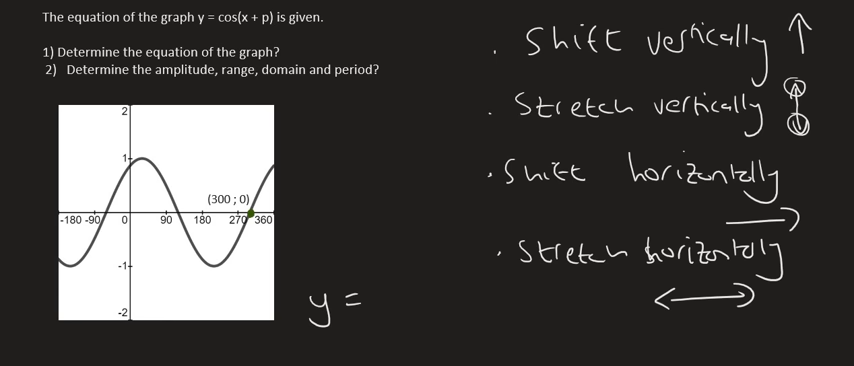 The equation of the graph y = cos(x + p) is given.
1) Determine the equation of the graph?
2) Determine the amplitude, range, domain and period?
2
1
(300 ; 0)
-180 -90 0 90 180 270 360
-1
-2
y =
· Shift vertically ↑
· Stretch vertically ↕
· Shift horizontally →
· Stretch horizontally ↔